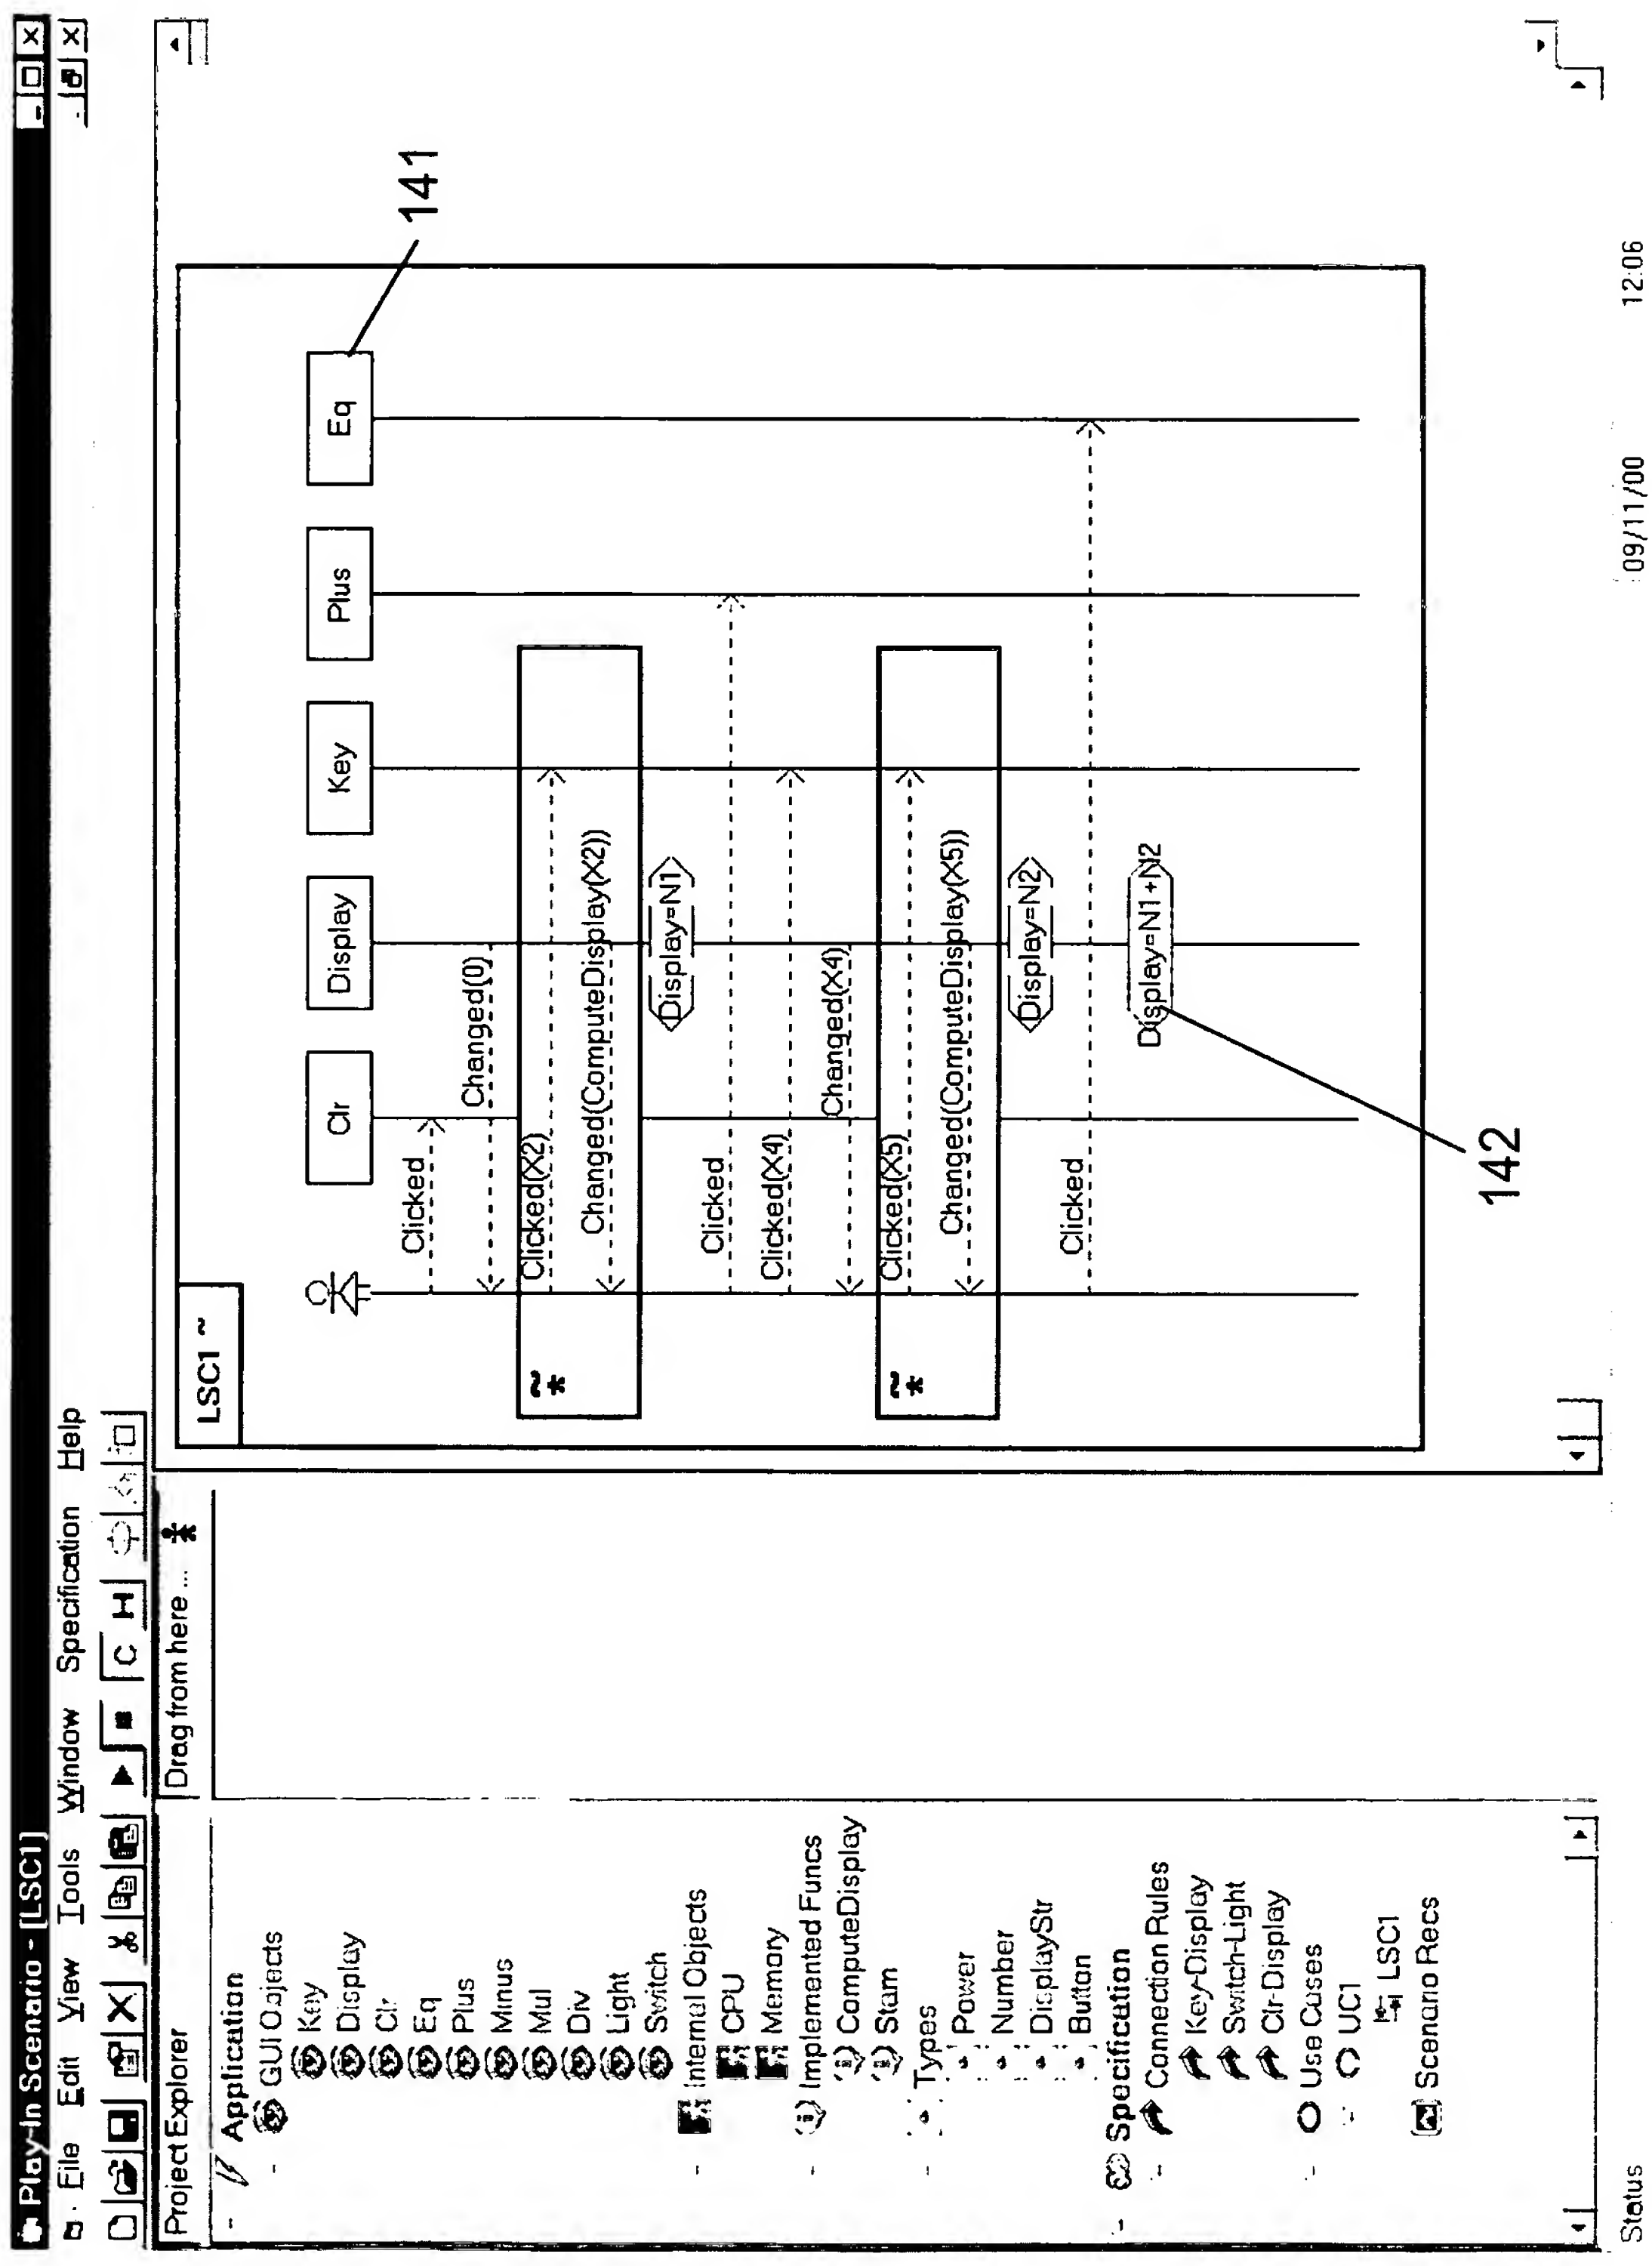 Play-In Scenario - [LSC1]
File Edit View Tools Window Specification Help
C H
Project Explorer
Drag from here ...
Application
GUI Objects
Key
Display
Clr
Eq
Plus
Minus
Mul
Div
Light
Switch
Internal Objects
CPU
Memory
Implemented Funcs
ComputeDisplay
Stam
Types
Power
Number
DisplayStr
Button
Specification
Connection Rules
Key-Display
Switch-Light
Clr-Display
Use Cases
UC1
LSC1
Scenario Recs
LSC1 ~
Clr Display Key Plus Eq
141
Clicked
Changed(0)
~
*
Clicked(X2)
Changed(ComputeDisplay(X2))
Display=N1
Clicked
Clicked(X4)
Changed(X4)
~
*
Clicked(X5)
Changed(ComputeDisplay(X5))
Display=N2
Clicked
Display=N1+N2
142
Status
09/11/00 12:06